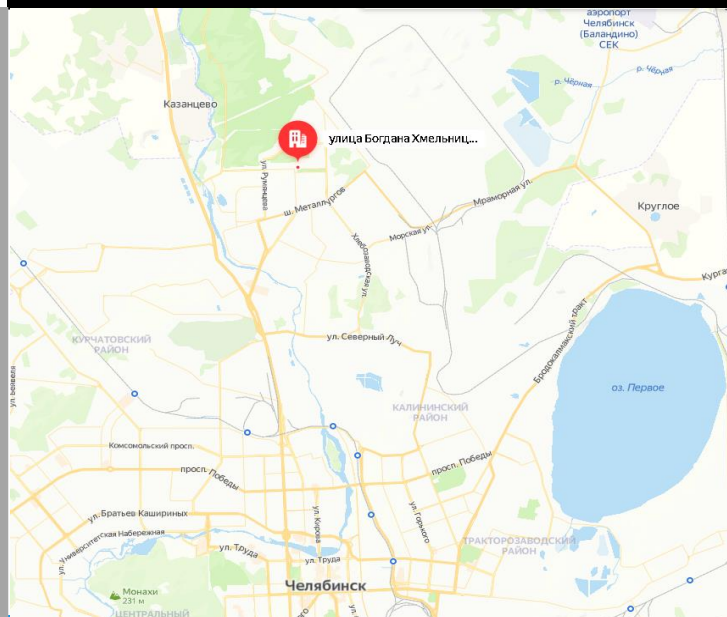 аэропорт
Челябинск
(Баландино)
CEK
р. Чёрная
р. Чёрная
Казанцево
улица Богдана Хмельниц...
ул. Румянцева
ш. Металлургов
Мраморная ул.
Круглое
Морская ул.
Хлебозаводская ул.
Курга
Бродокалмакский тракт
ул. Северный Луч
КУРЧАТОВСКИЙ
РАЙОН
оз. Первое
КАЛИНИНСКИЙ
РАЙОН
Комсомольский просп.
просп. Победы
просп. Победы
ул. Братьев Кашириных
ул. Кирова
ул. Горького
ул. Университетская Набережная
ул. Труда
ул. Труда
ТРАКТОРОЗАВОДСКИЙ
РАЙОН
Челябинск
Монахи
231 м
ЦЕНТРАЛЬНЫЙ